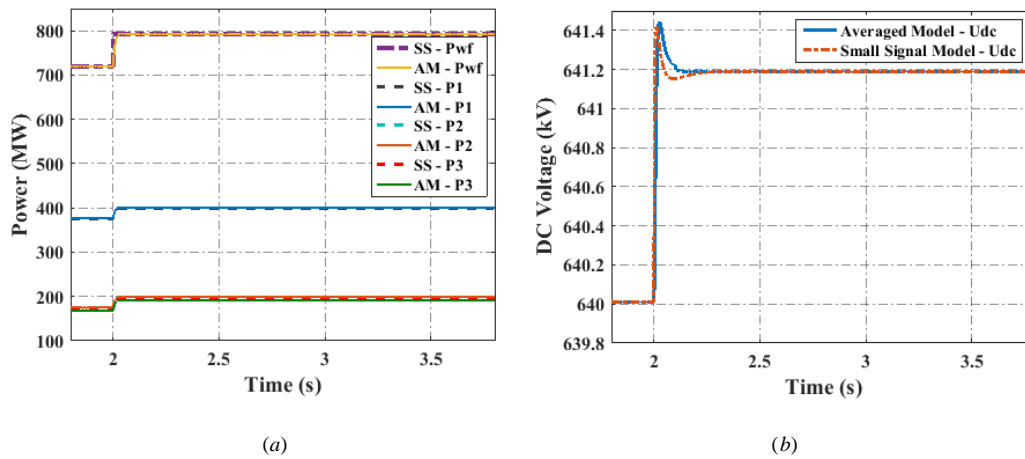 800
700
600
500
400
300
200
100
Power (MW)
2
2.5
3
3.5
Time (s)
SS - Pwf
AM - Pwf
SS - P1
AM - P1
SS - P2
AM - P2
SS - P3
AM - P3
(a)
641.4
641.2
641
640.8
640.6
640.4
640.2
640
639.8
DC Voltage (kV)
2
2.5
3
3.5
Time (s)
Averaged Model - Udc
Small Signal Model - Udc
(b)